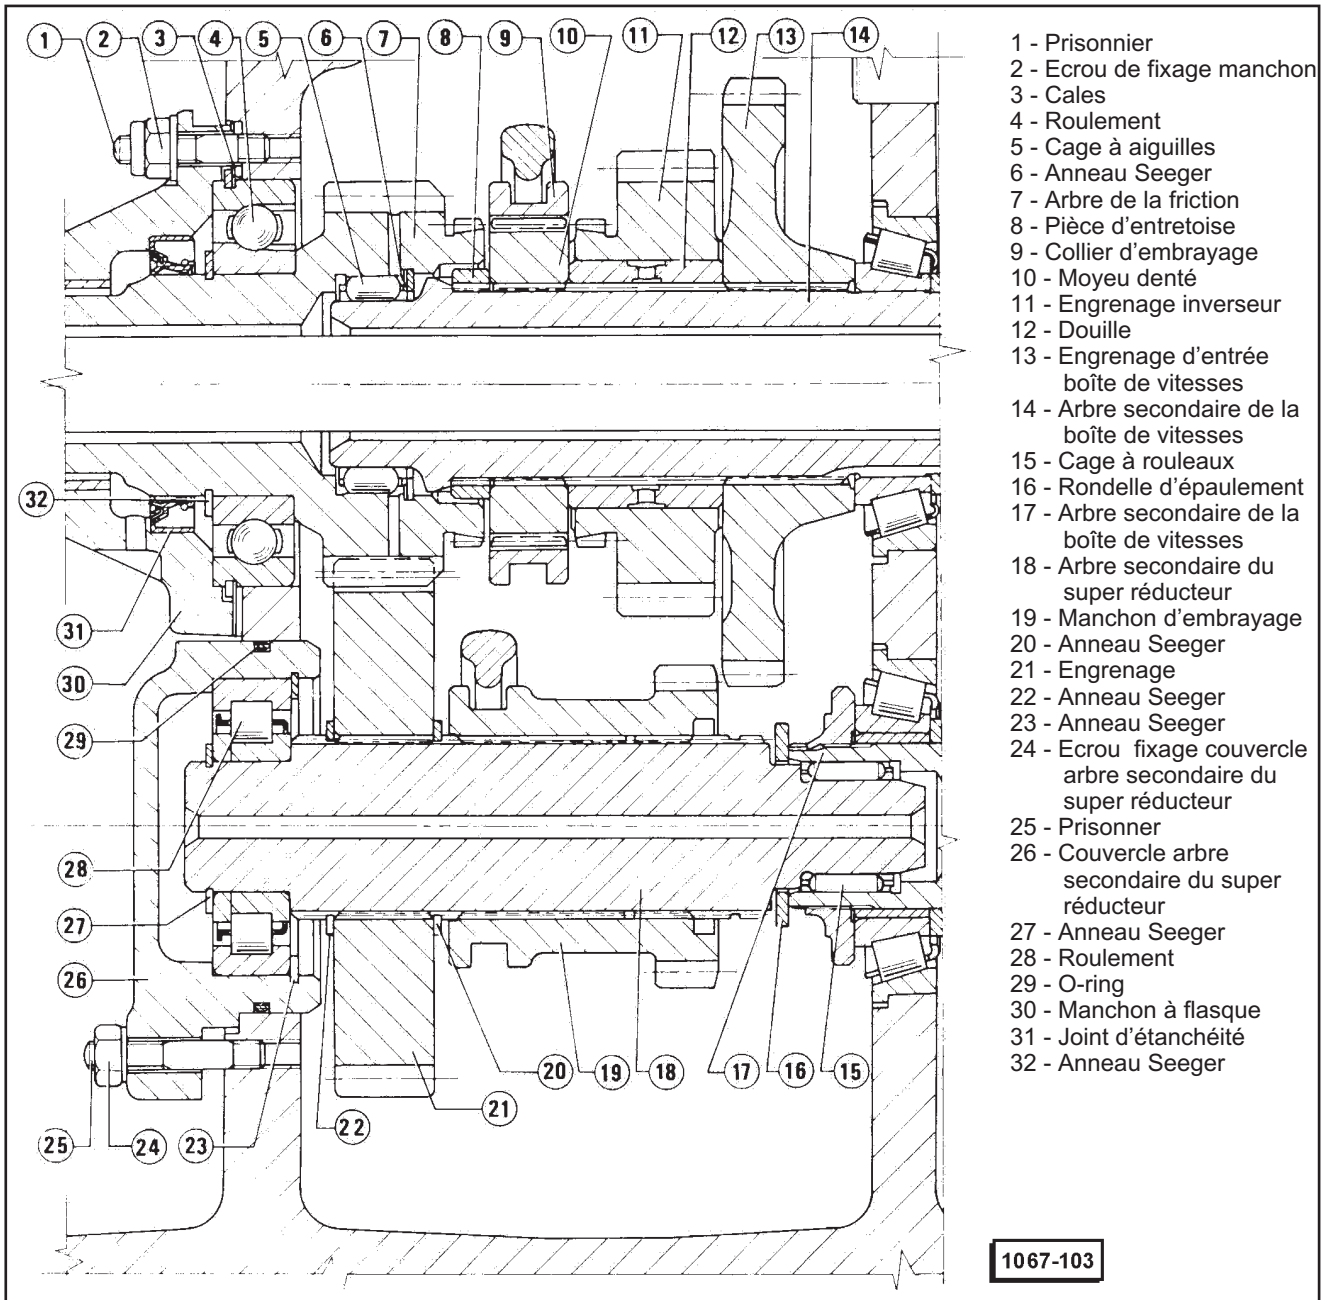 1 2 3 4 5 6 7 8 9 10 11 12 13 14
32
31
30
29
28
27
26
25 24 23 22 21 20 19 18 17 16 15
1 - Prisonnier
2 - Ecrou de fixage manchon
3 - Cales
4 - Roulement
5 - Cage à aiguilles
6 - Anneau Seeger
7 - Arbre de la friction
8 - Pièce d'entretoise
9 - Collier d'embrayage
10 - Moyeu denté
11 - Engrenage inverseur
12 - Douille
13 - Engrenage d'entrée
boîte de vitesses
14 - Arbre secondaire de la
boîte de vitesses
15 - Cage à rouleaux
16 - Rondelle d'épaulement
17 - Arbre secondaire de la
boîte de vitesses
18 - Arbre secondaire du
super réducteur
19 - Manchon d'embrayage
20 - Anneau Seeger
21 - Engrenage
22 - Anneau Seeger
23 - Anneau Seeger
24 - Ecrou fixage couvercle
arbre secondaire du
super réducteur
25 - Prisonner
26 - Couvercle arbre
secondaire du super
réducteur
27 - Anneau Seeger
28 - Roulement
29 - O-ring
30 - Manchon à flasque
31 - Joint d'étanchéité
32 - Anneau Seeger
1067-103